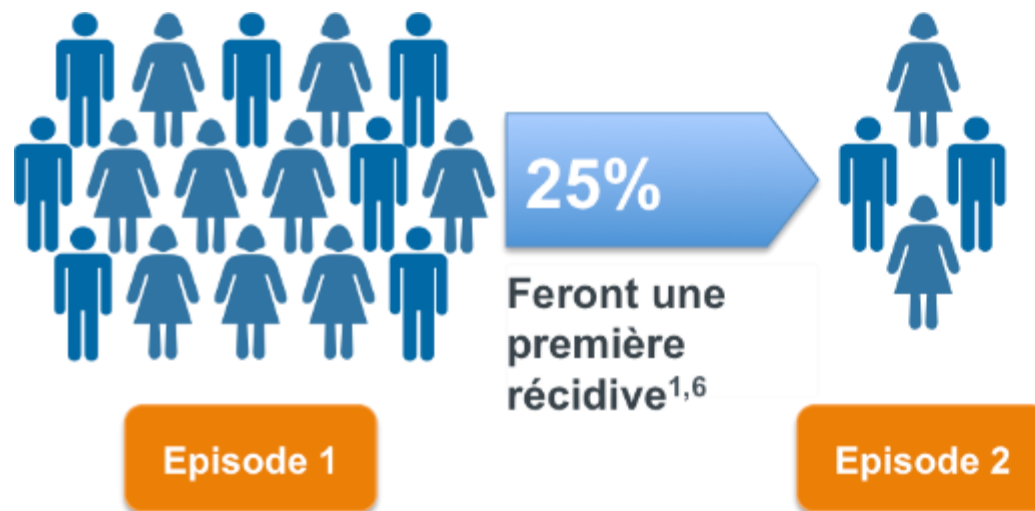 25%
Feront une
première
récidive¹,⁶
Episode 1
Episode 2